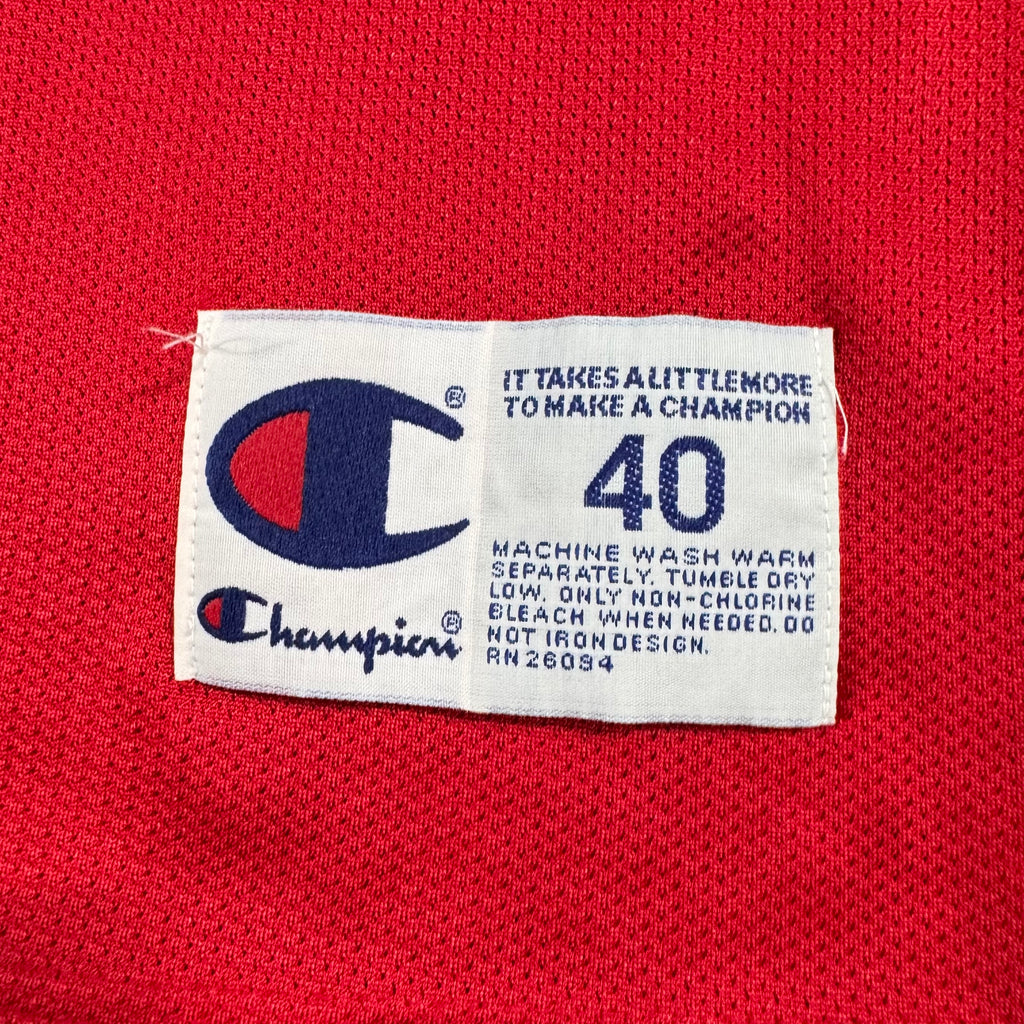 Champion®
IT TAKES A LITTLE MORE
TO MAKE A CHAMPION
40
MACHINE WASH WARM
SEPARATELY. TUMBLE DRY
LOW. ONLY NON-CHLORINE
BLEACH WHEN NEEDED. DO
NOT IRON DESIGN.
RN 26094